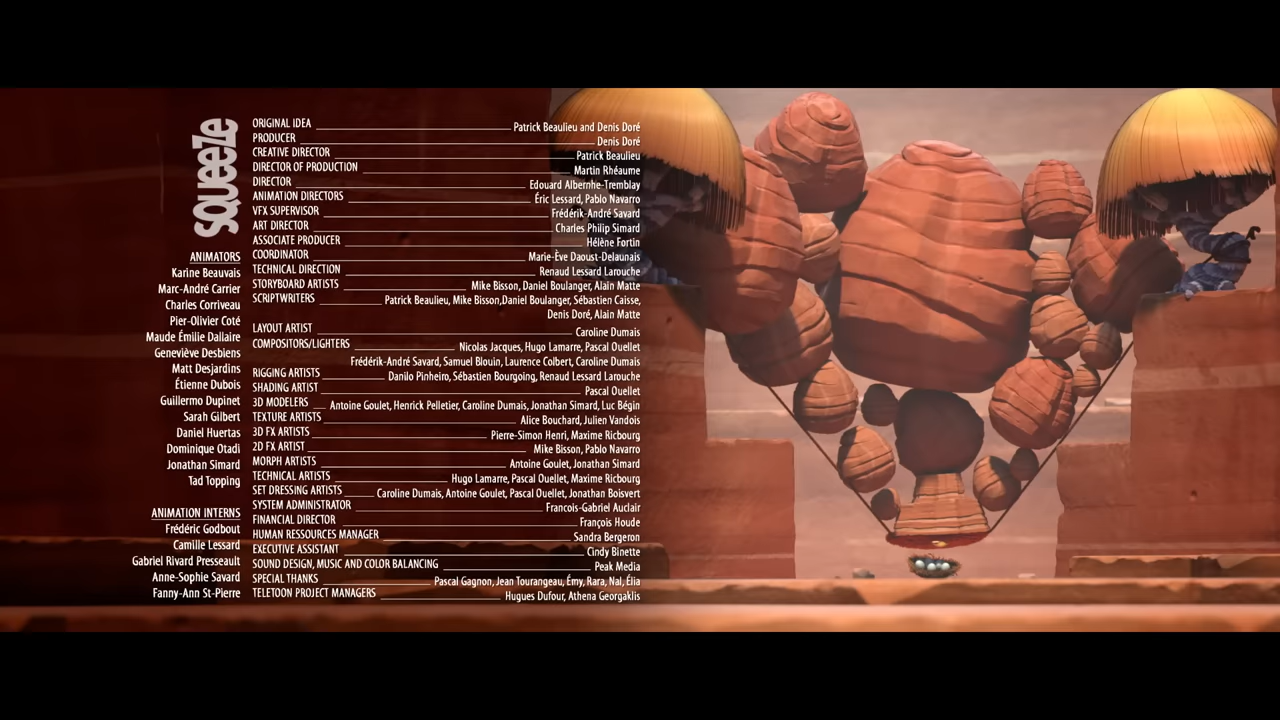 squeeze
ANIMATORS
Karine Beauvais
Marc-André Carrier
Charles Corriveau
Pier-Olivier Coté
Maude Émilie Dallaire
Geneviève Desbiens
Matt Desjardins
Étienne Dubois
Guillermo Dupinet
Sarah Gilbert
Daniel Huertas
Dominique Otadi
Jonathan Simard
Tad Topping
ANIMATION INTERNS
Frédéric Godbout
Camille Lessard
Gabriel Rivard Presseault
Anne-Sophie Savard
Fanny-Ann St-Pierre
ORIGINAL IDEA Patrick Beaulieu and Denis Doré
PRODUCER Denis Doré
CREATIVE DIRECTOR Patrick Beaulieu
DIRECTOR OF PRODUCTION Martin Rhéaume
DIRECTOR Edouard Albernhe-Tremblay
ANIMATION DIRECTORS Éric Lessard, Pablo Navarro
VFX SUPERVISOR Frédérik-André Savard
ART DIRECTOR Charles Philip Simard
ASSOCIATE PRODUCER Hélène Fortin
COORDINATOR Marie-Ève Daoust-Delaunais
TECHNICAL DIRECTION Renaud Lessard Larouche
STORYBOARD ARTISTS Mike Bisson, Daniel Boulanger, Alain Matte
SCRIPTWRITERS Patrick Beaulieu, Mike Bisson,Daniel Boulanger, Sébastien Caisse,
Denis Doré, Alain Matte
LAYOUT ARTIST Caroline Dumais
COMPOSITORS/LIGHTERS Nicolas Jacques, Hugo Lamarre, Pascal Ouellet
Frédérik-André Savard, Samuel Blouin, Laurence Colbert, Caroline Dumais
RIGGING ARTISTS Danilo Pinheiro, Sébastien Bourgoing, Renaud Lessard Larouche
SHADING ARTIST Pascal Ouellet
3D MODELERS Antoine Goulet, Henrick Pelletier, Caroline Dumais, Jonathan Simard, Luc Bégin
TEXTURE ARTISTS Alice Bouchard, Julien Vandois
3D FX ARTISTS Pierre-Simon Henri, Maxime Ricbourg
2D FX ARTIST Mike Bisson, Pablo Navarro
MORPH ARTISTS Antoine Goulet, Jonathan Simard
TECHNICAL ARTISTS Hugo Lamarre, Pascal Ouellet, Maxime Ricbourg
SET DRESSING ARTISTS Caroline Dumais, Antoine Goulet, Pascal Ouellet, Jonathan Boisvert
SYSTEM ADMINISTRATOR Francois-Gabriel Auclair
FINANCIAL DIRECTOR François Houde
HUMAN RESSOURCES MANAGER Sandra Bergeron
EXECUTIVE ASSISTANT Cindy Binette
SOUND DESIGN, MUSIC AND COLOR BALANCING Peak Media
SPECIAL THANKS Pascal Gagnon, Jean Tourangeau, Émy, Rara, Nal, Élia
TELETOON PROJECT MANAGERS Hugues Dufour, Athena Georgaklis